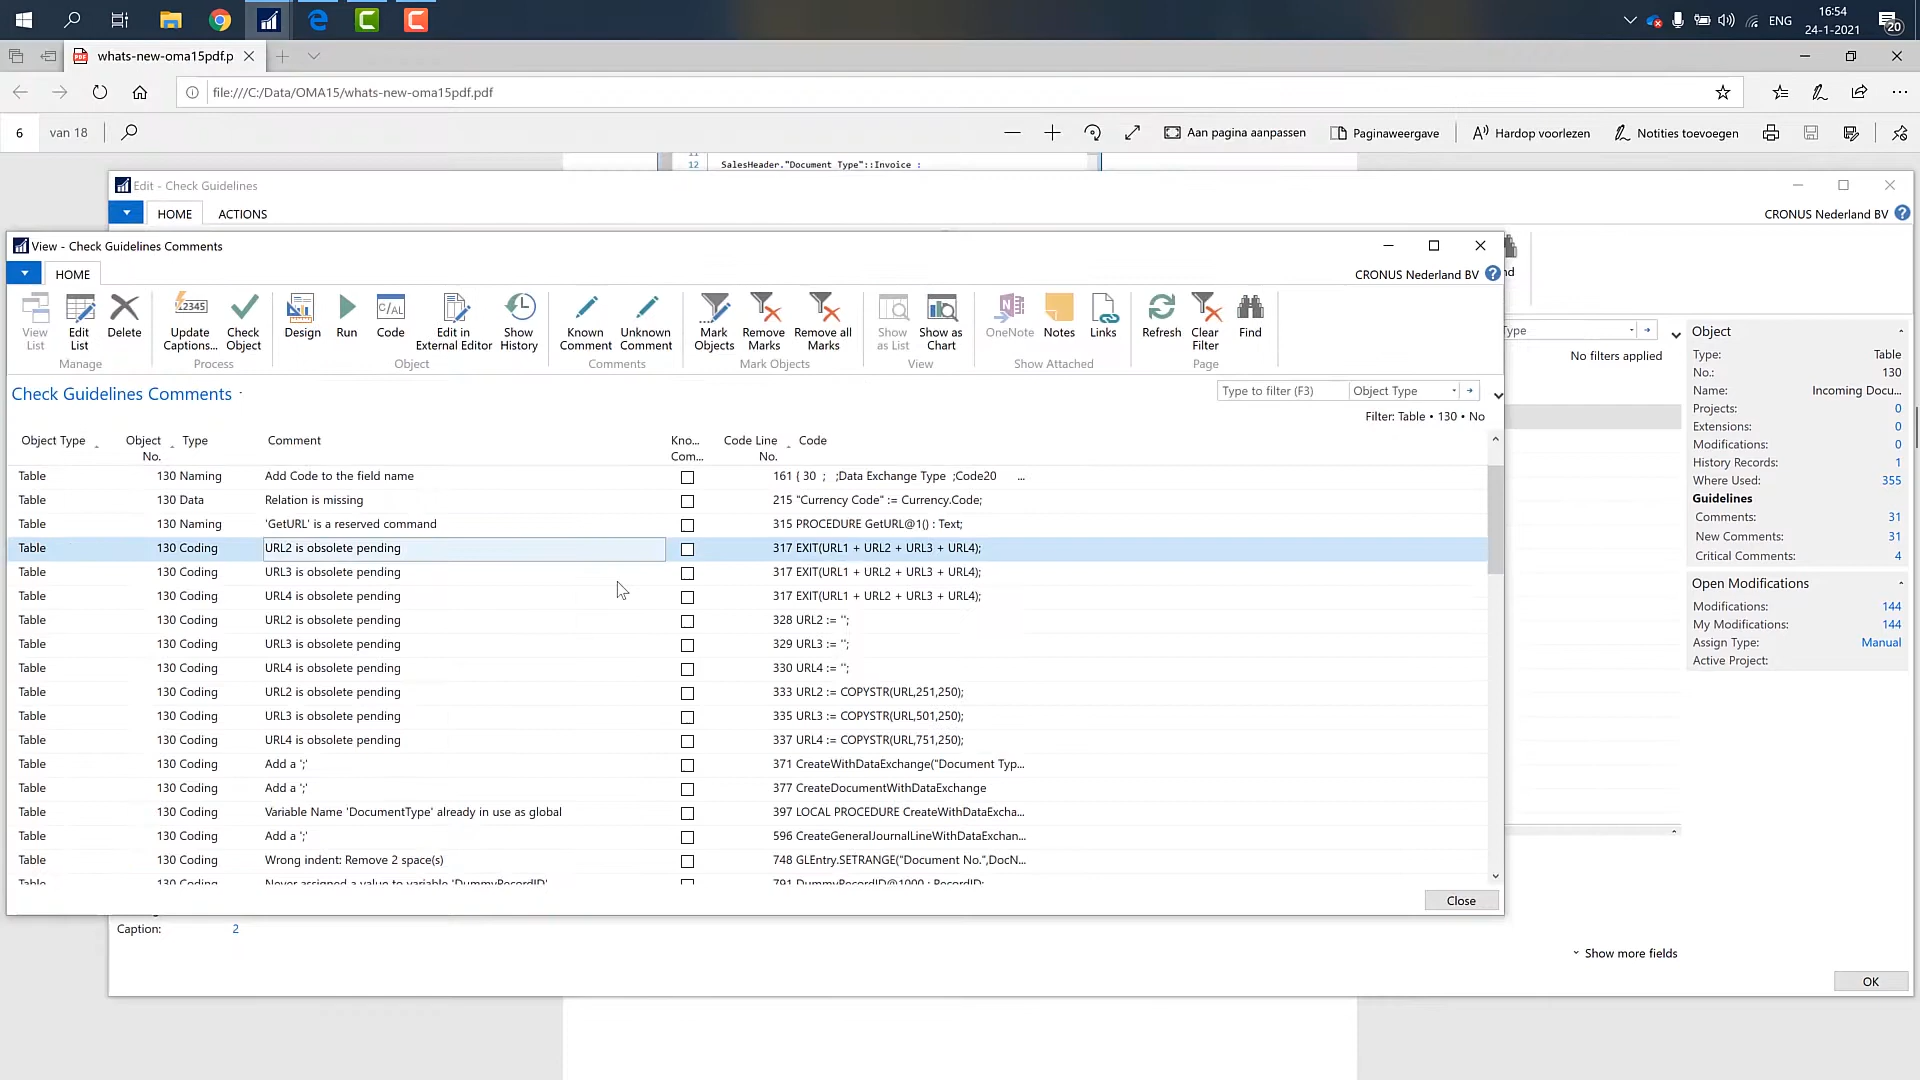 ENG
16:54
24-1-2021
20
whats-new-oma15pdf.p
file:///C:/Data/OMA15/whats-new-oma15pdf.pdf
6 van 18
Aan pagina aanpassen
Paginaweergave
Hardop voorlezen
Notities toevoegen
12 SalesHeader."Document Type"::Invoice :
Edit - Check Guidelines
HOME ACTIONS
CRONUS Nederland BV
View - Check Guidelines Comments
HOME
CRONUS Nederland BV
View List
Edit List
Delete
Manage
Update Captions...
Check Object
Process
Design
Run
Code
Edit in External Editor
Show History
Object
Known Comment
Unknown Comment
Comments
Mark Objects
Remove Marks
Remove all Marks
Mark Objects
Show as List
Show as Chart
View
OneNote
Notes
Links
Show Attached
Refresh
Clear Filter
Find
Page
Check Guidelines Comments
Type to filter (F3) Object Type
Filter: Table • 130 • No
Object Type Object No. Type Comment Kno... Com... Code Line No. Code
Table 130 Naming Add Code to the field name 161 { 30 ; ;Data Exchange Type ;Code20 ...
Table 130 Data Relation is missing 215 "Currency Code" := Currency.Code;
Table 130 Naming 'GetURL' is a reserved command 315 PROCEDURE GetURL@1() : Text;
Table 130 Coding URL2 is obsolete pending 317 EXIT(URL1 + URL2 + URL3 + URL4);
Table 130 Coding URL3 is obsolete pending 317 EXIT(URL1 + URL2 + URL3 + URL4);
Table 130 Coding URL4 is obsolete pending 317 EXIT(URL1 + URL2 + URL3 + URL4);
Table 130 Coding URL2 is obsolete pending 328 URL2 := '';
Table 130 Coding URL3 is obsolete pending 329 URL3 := '';
Table 130 Coding URL4 is obsolete pending 330 URL4 := '';
Table 130 Coding URL2 is obsolete pending 333 URL2 := COPYSTR(URL,251,250);
Table 130 Coding URL3 is obsolete pending 335 URL3 := COPYSTR(URL,501,250);
Table 130 Coding URL4 is obsolete pending 337 URL4 := COPYSTR(URL,751,250);
Table 130 Coding Add a ';' 371 CreateWithDataExchange("Document Typ...
Table 130 Coding Add a ';' 377 CreateDocumentWithDataExchange
Table 130 Coding Variable Name 'DocumentType' already in use as global 397 LOCAL PROCEDURE CreateWithDataExcha...
Table 130 Coding Add a ';' 596 CreateGeneralJournalLineWithDataExchan...
Table 130 Coding Wrong indent: Remove 2 space(s) 748 GLEntry.SETRANGE("Document No.",DocN...
Table 130 Coding Never assigned a value to variable 'DummyRecordID' 791 DummyRecordID@1000 : RecordID;
Close
nd
Type
No filters applied
Object
Type: Table
No.: 130
Name: Incoming Docu...
Projects: 0
Extensions: 0
Modifications: 0
History Records: 1
Where Used: 355
Guidelines
Comments: 31
New Comments: 31
Critical Comments: 4
Open Modifications
Modifications: 144
My Modifications: 144
Assign Type: Manual
Active Project:
Caption: 2
Show more fields
OK